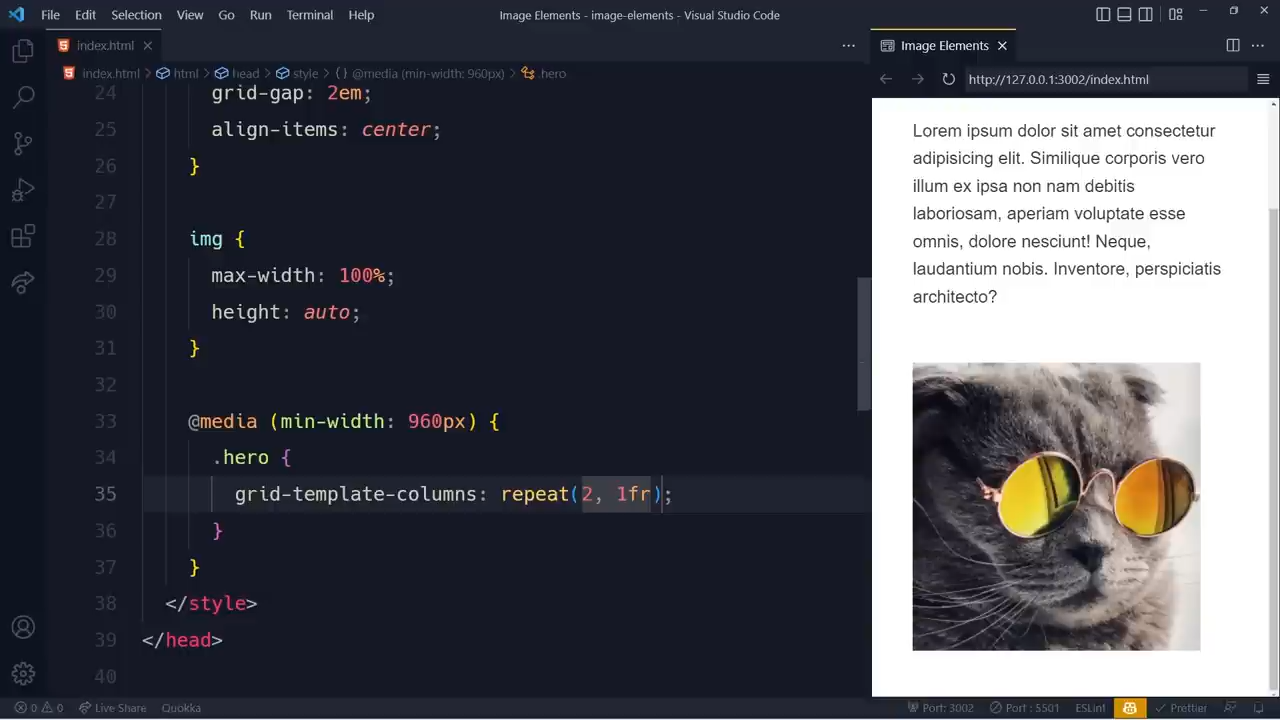 File Edit Selection View Go Run Terminal Help
Image Elements - image-elements - Visual Studio Code
index.html
index.html > html > head > style > {} @media (min-width: 960px) > .hero
24 grid-gap: 2em;
25 align-items: center;
26 }
27
28 img {
29 max-width: 100%;
30 height: auto;
31 }
32
33 @media (min-width: 960px) {
34 .hero {
35 grid-template-columns: repeat(2, 1fr);
36 }
37 }
38 </style>
39 </head>
40
Image Elements
http://127.0.0.1:3002/index.html
Lorem ipsum dolor sit amet consectetur
adipisicing elit. Similique corporis vero
illum ex ipsa non nam debitis
laboriosam, aperiam voluptate esse
omnis, dolore nesciunt! Neque,
laudantium nobis. Inventore, perspiciatis
architecto?
0 0 Live Share Quokka
Port: 3002 Port : 5501 ESLint Prettier